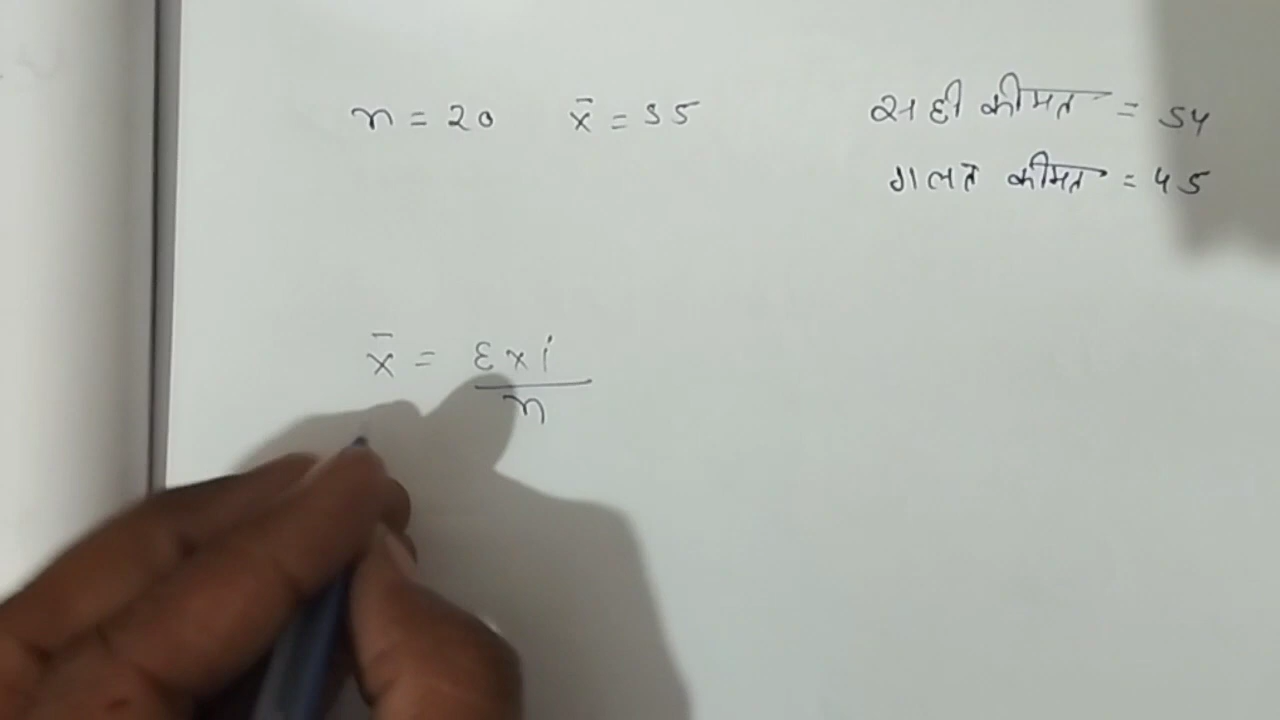 n = 20 x̄ = 35 सही कीमत = 54
गलत कीमत = 45
x̄ = Σxi
n